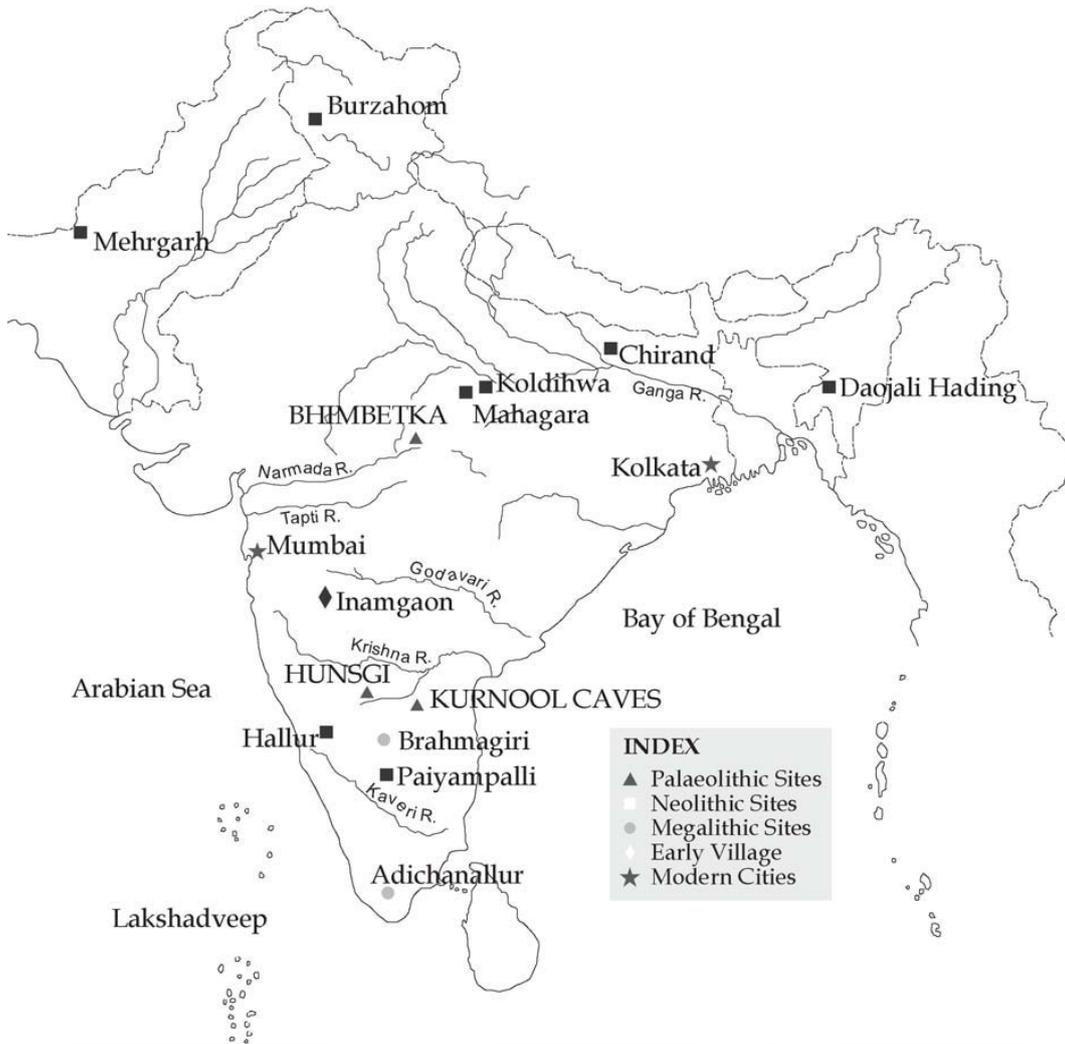 Burzahom
Mehrgarh
Chirand
Koldihwa
Ganga R.
Daojali Hading
Mahagara
BHIMBETKA
Kolkata
Narmada R.
Tapti R.
Mumbai
Godavari R.
Inamgaon
Bay of Bengal
Krishna R.
HUNSGI
Arabian Sea
KURNOOL CAVES
Hallur
Brahmagiri
Paiyampalli
Kaveri R.
INDEX
Palaeolithic Sites
Neolithic Sites
Megalithic Sites
Early Village
Modern Cities
Adichanallur
Lakshadveep